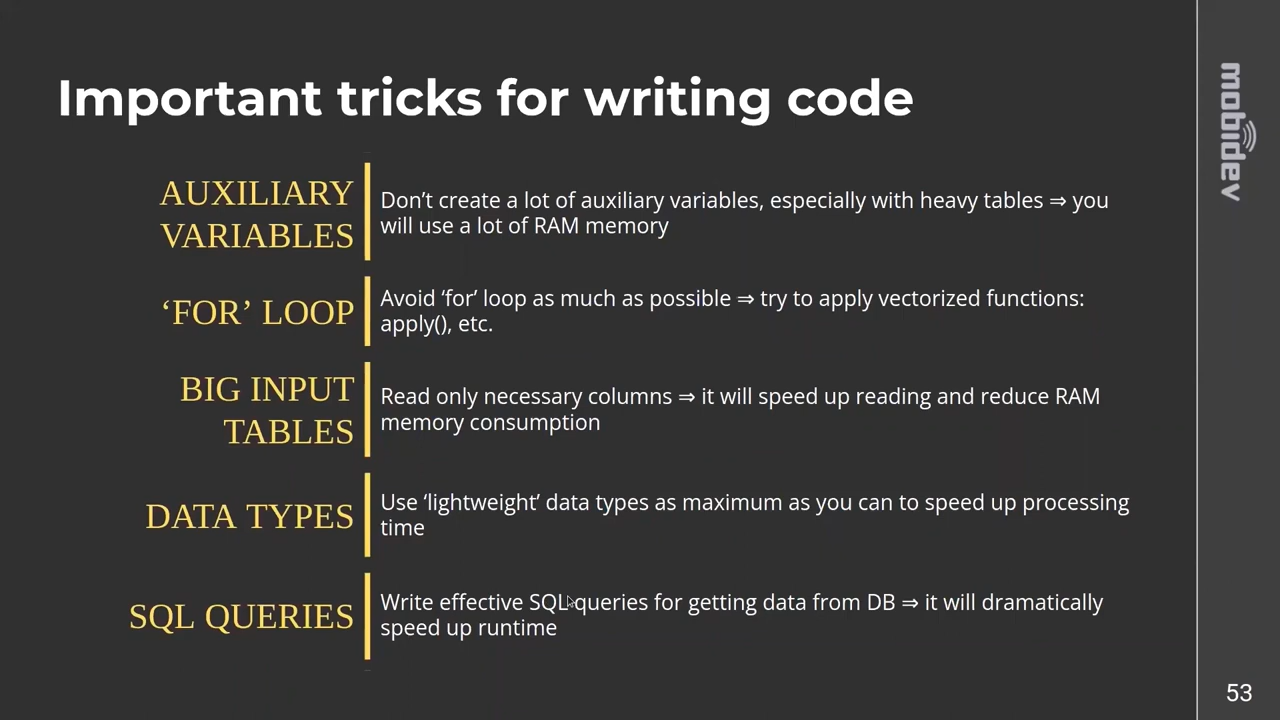 Important tricks for writing code
mobidev
AUXILIARY
VARIABLES
Don’t create a lot of auxiliary variables, especially with heavy tables ⇒ you
will use a lot of RAM memory
‘FOR’ LOOP
Avoid ‘for’ loop as much as possible ⇒ try to apply vectorized functions:
apply(), etc.
BIG INPUT
TABLES
Read only necessary columns ⇒ it will speed up reading and reduce RAM
memory consumption
DATA TYPES
Use ‘lightweight’ data types as maximum as you can to speed up processing
time
SQL QUERIES
Write effective SQL queries for getting data from DB ⇒ it will dramatically
speed up runtime
53